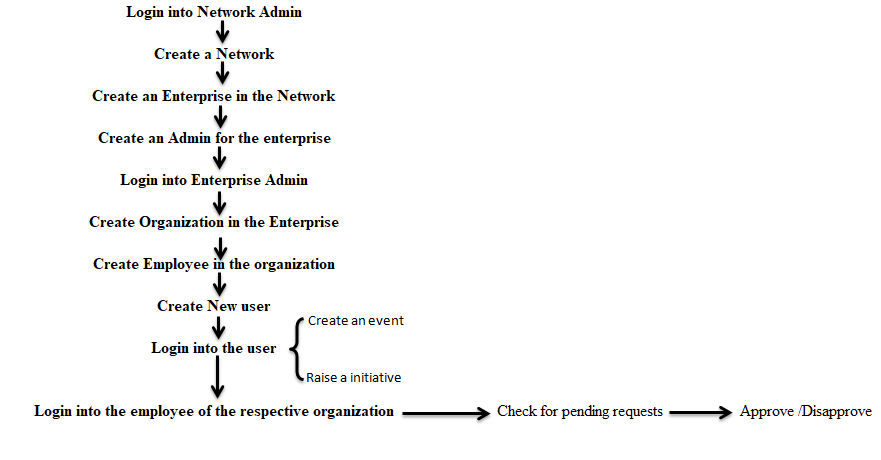 Login into Network Admin
Create a Network
Create an Enterprise in the Network
Create an Admin for the enterprise
Login into Enterprise Admin
Create Organization in the Enterprise
Create Employee in the organization
Create New user
Create an event
Login into the user
Raise a initiative
Login into the employee of the respective organization Check for pending requests Approve /Disapprove